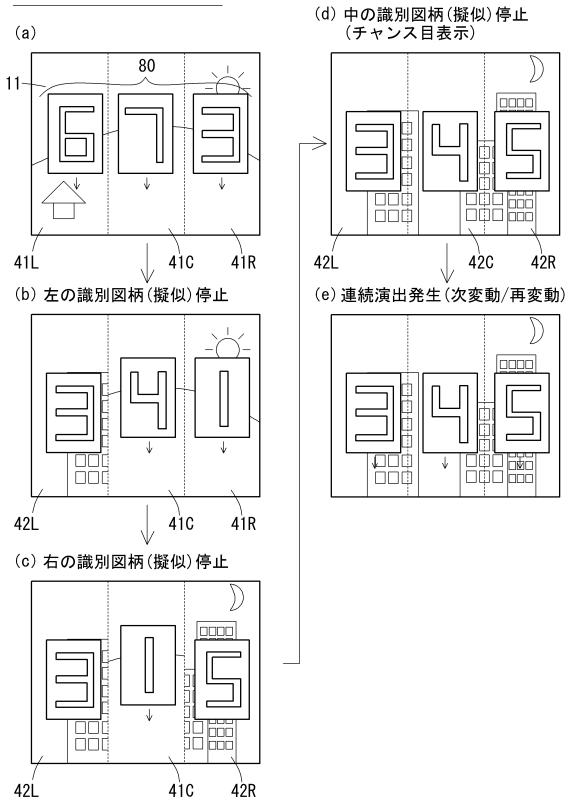 (a)
80
11
6 7 3
41L 41C 41R
(b) 左の識別図柄(擬似)停止
3 4 1
42L 41C 41R
(c) 右の識別図柄(擬似)停止
3 1 5
42L 41C 42R
(d) 中の識別図柄(擬似)停止
(チャンス目表示)
3 4 5
42L 42C 42R
(e) 連続演出発生(次変動/再変動)
3 4 5